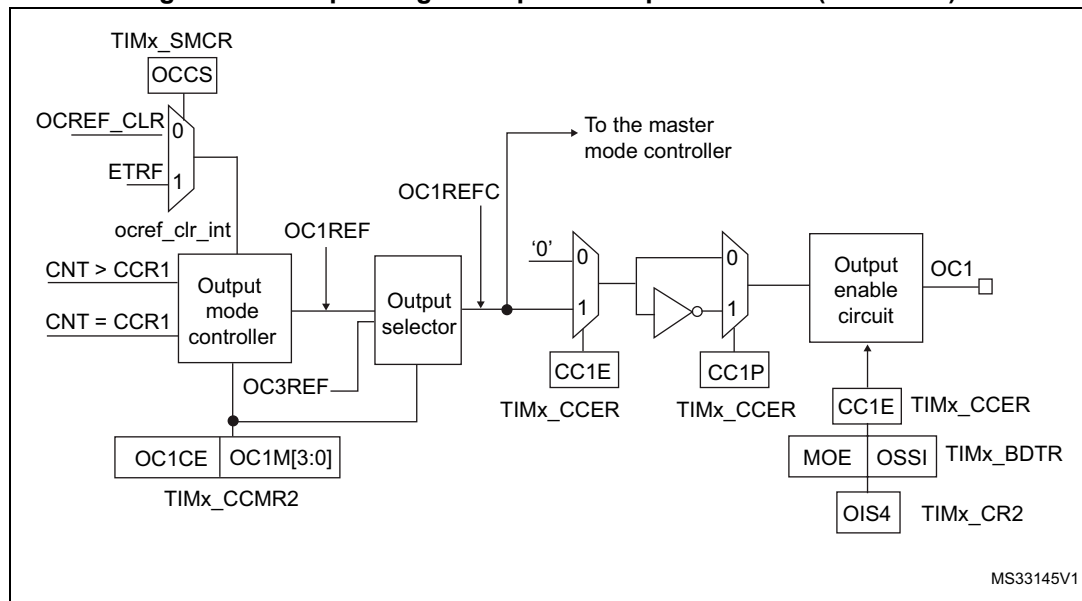 TIMx_SMCR
OCCS
OCREF_CLR
0
ETRF
1
ocref_clr_int
To the master
mode controller
OC1REFC
OC1REF
CNT > CCR1
CNT = CCR1
Output
mode
controller
Output
selector
OC3REF
'0'
0
1
0
1
Output
enable
circuit
OC1
CC1E
TIMx_CCER
CC1P
TIMx_CCER
CC1E
TIMx_CCER
MOE
OSSI
TIMx_BDTR
OIS4
TIMx_CR2
OC1CE
OC1M[3:0]
TIMx_CCMR2
MS33145V1